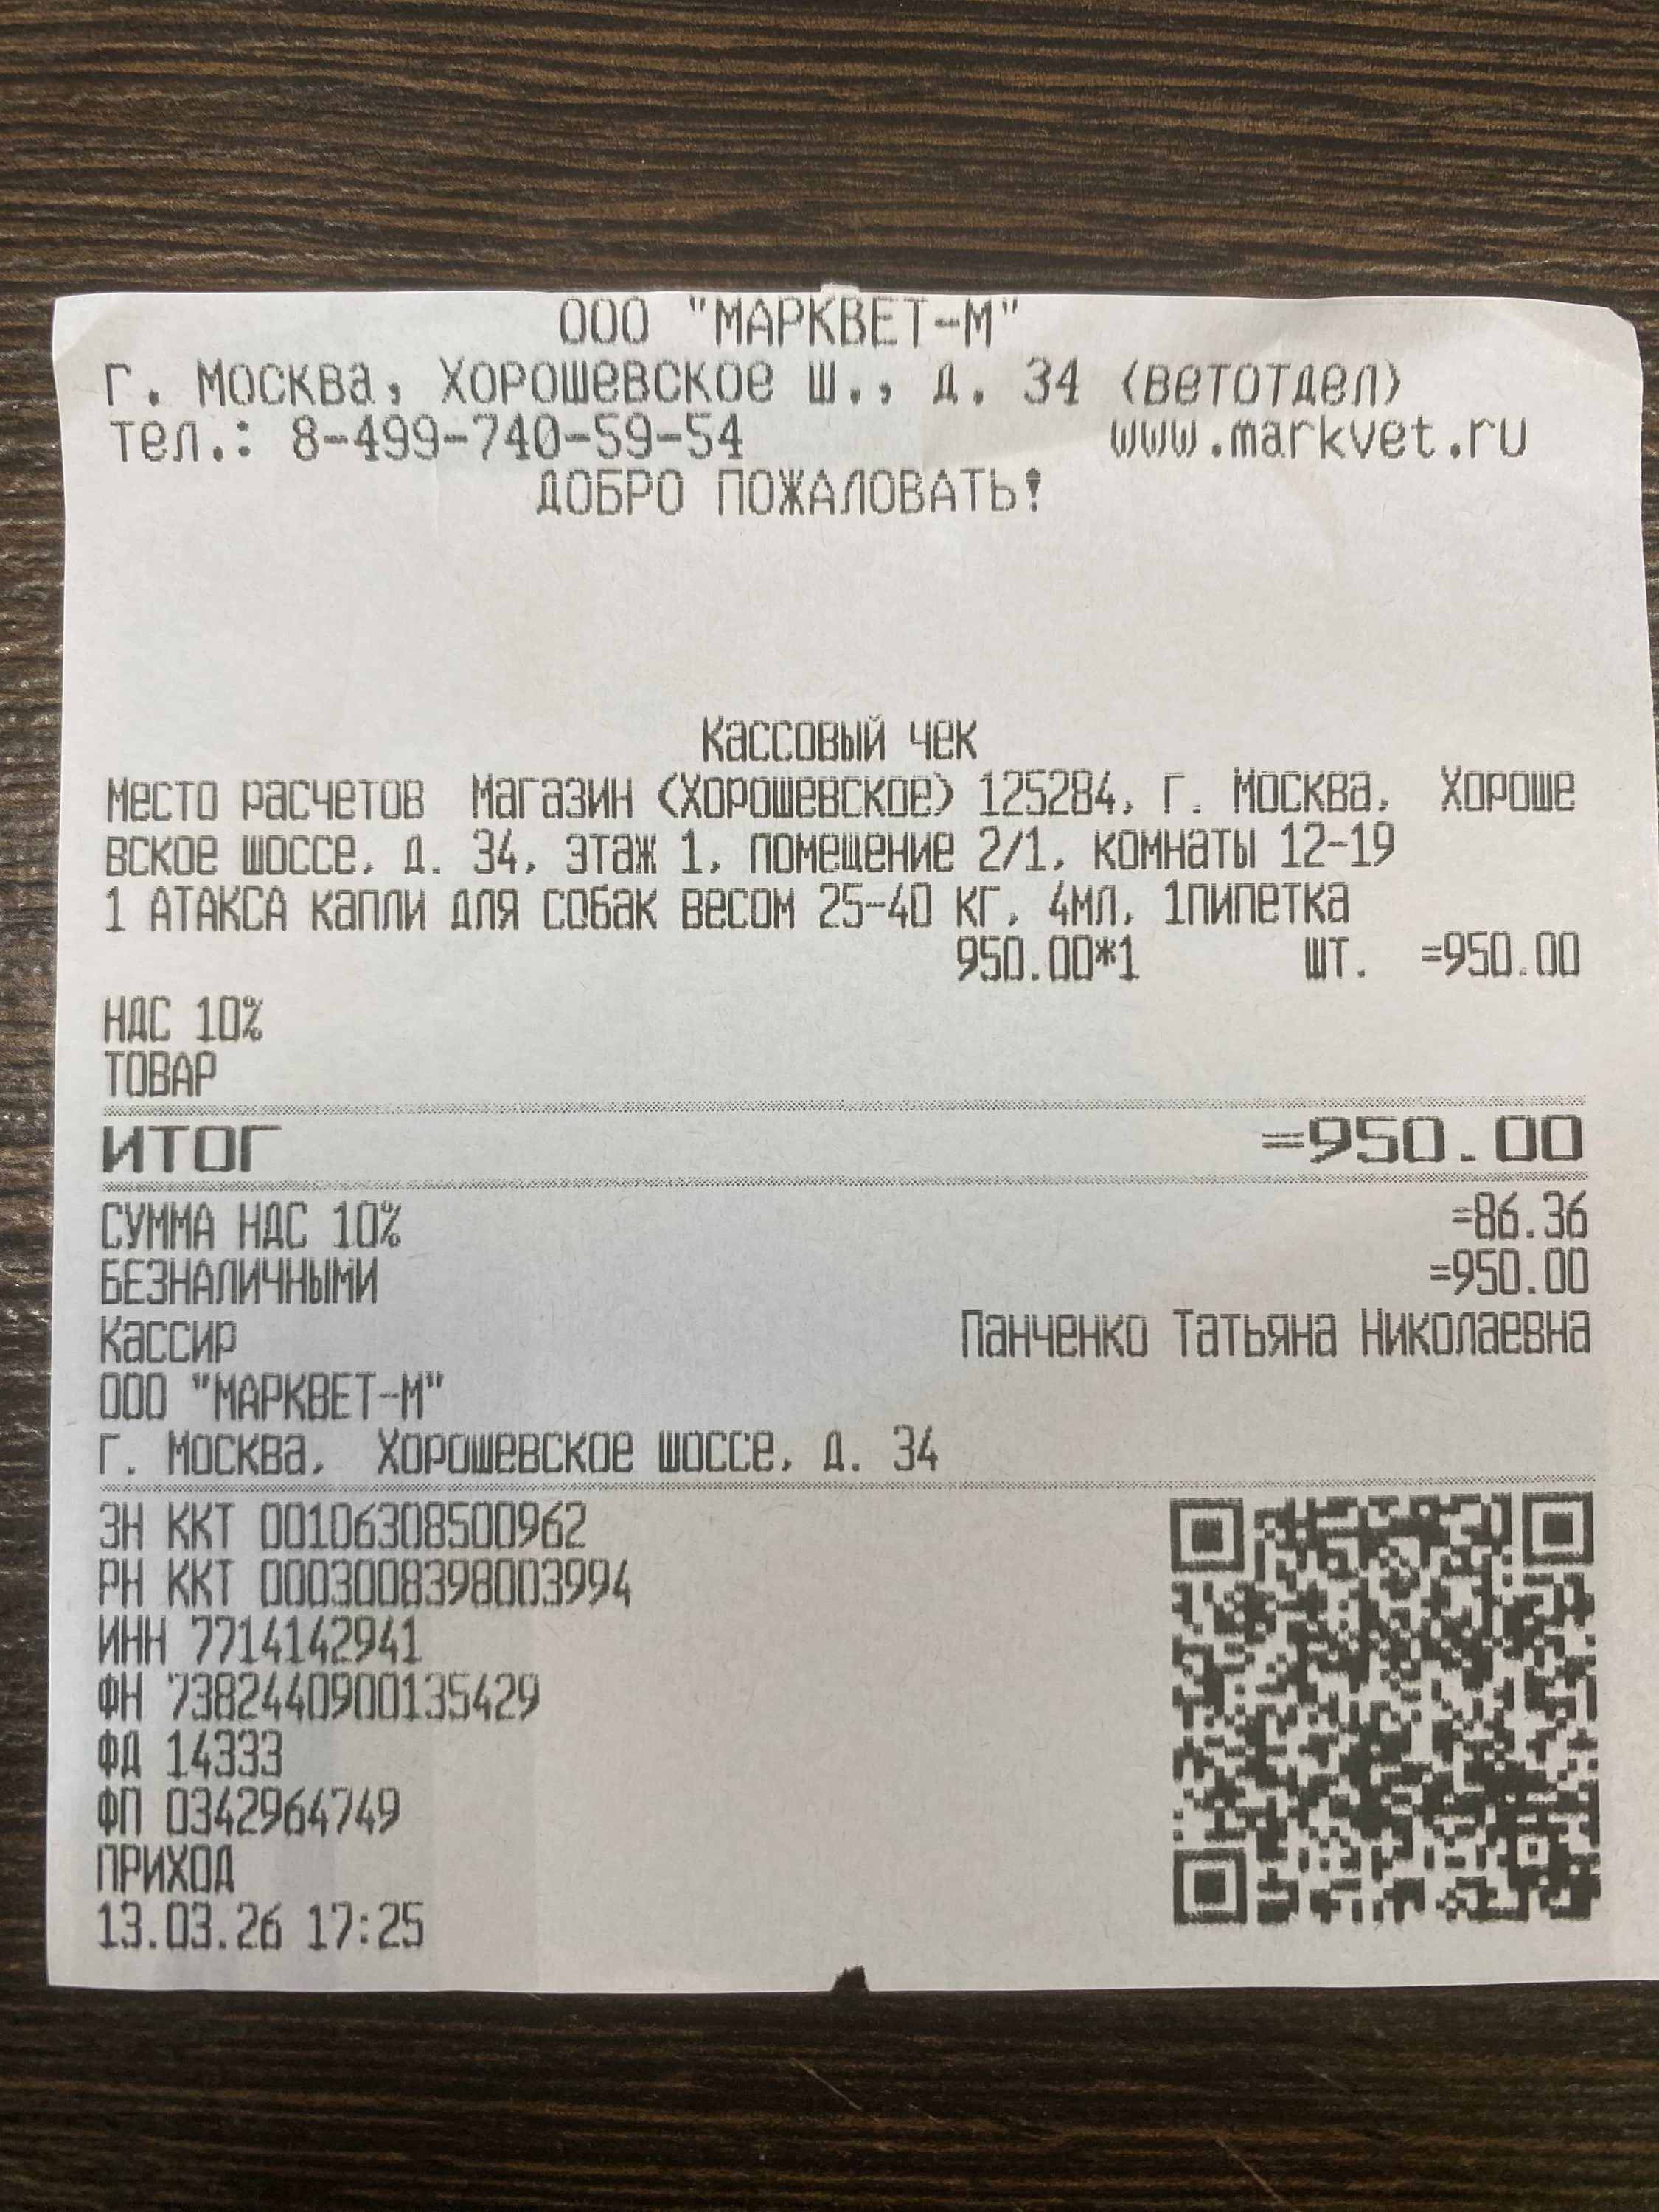 ООО "МАРКВЕТ-М"
г. Москва, Хорошевское ш., д. 34 (ветотдел)
тел.: 8-499-740-59-54 www.markvet.ru
ДОБРО ПОЖАЛОВАТЬ!
Кассовый чек
Место расчетов Магазин (Хорошевское) 125284, г. Москва, Хороше
вское шоссе, д. 34, этаж 1, помещение 2/1, комнаты 12-19
1 АТАКСА капли для собак весом 25-40 кг, 4мл, 1пипетка
950.00*1 шт. =950.00
НДС 10%
ТОВАР
ИТОГ =950.00
СУММА НДС 10% =86.36
БЕЗНАЛИЧНЫМИ =950.00
Кассир Панченко Татьяна Николаевна
ООО "МАРКВЕТ-М"
г. Москва, Хорошевское шоссе, д. 34
ЗН ККТ 00106308500962
РН ККТ 0003008398003994
ИНН 7714142941
ФН 7382440900135429
ФД 14333
ФП 0342964749
ПРИХОД
13.03.26 17:25